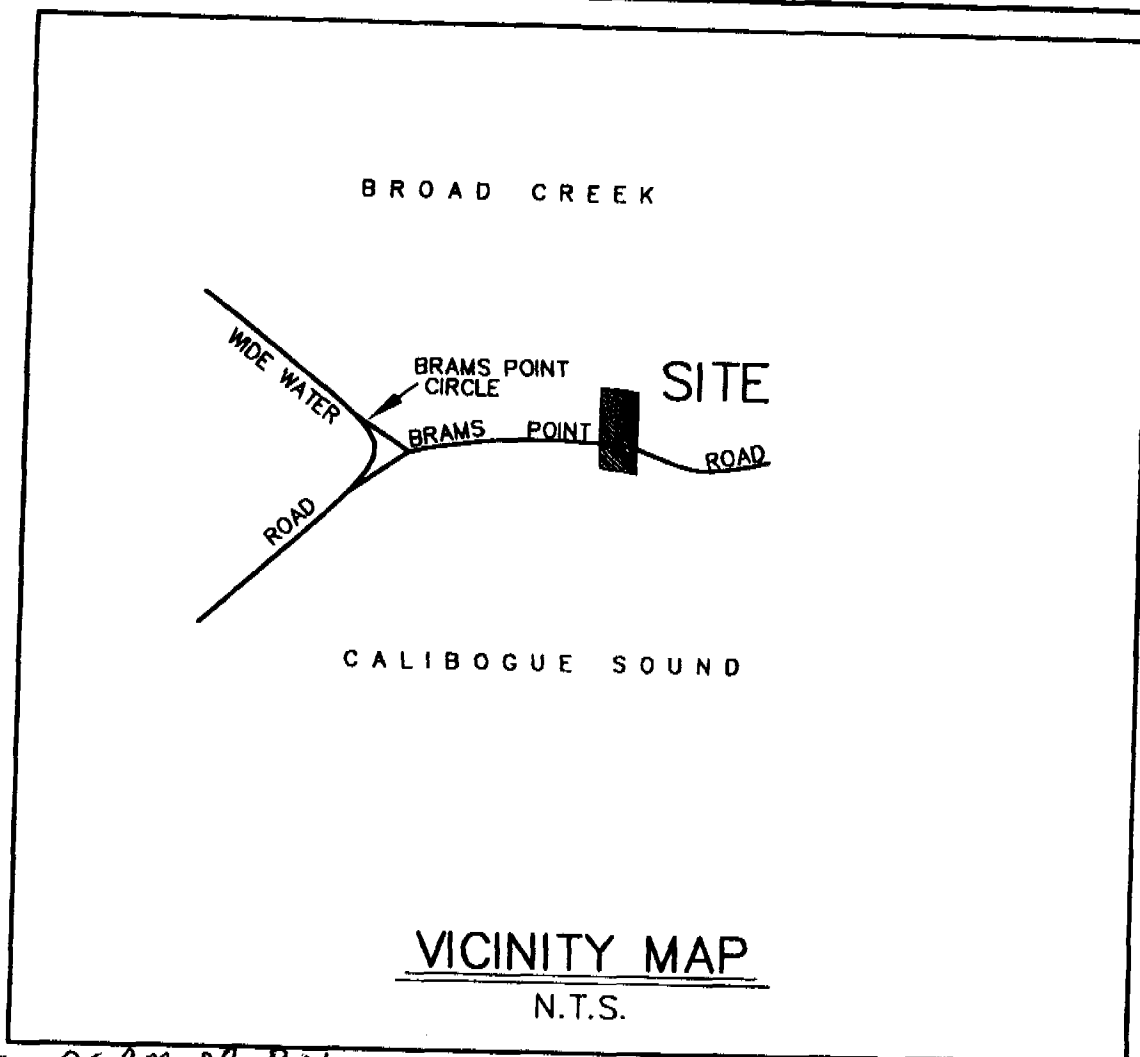 BROAD CREEK
WIDE WATER
BRAMS POINT
CIRCLE
SITE
BRAMS POINT
ROAD
ROAD
CALIBOGUE SOUND
VICINITY MAP
N.T.S.